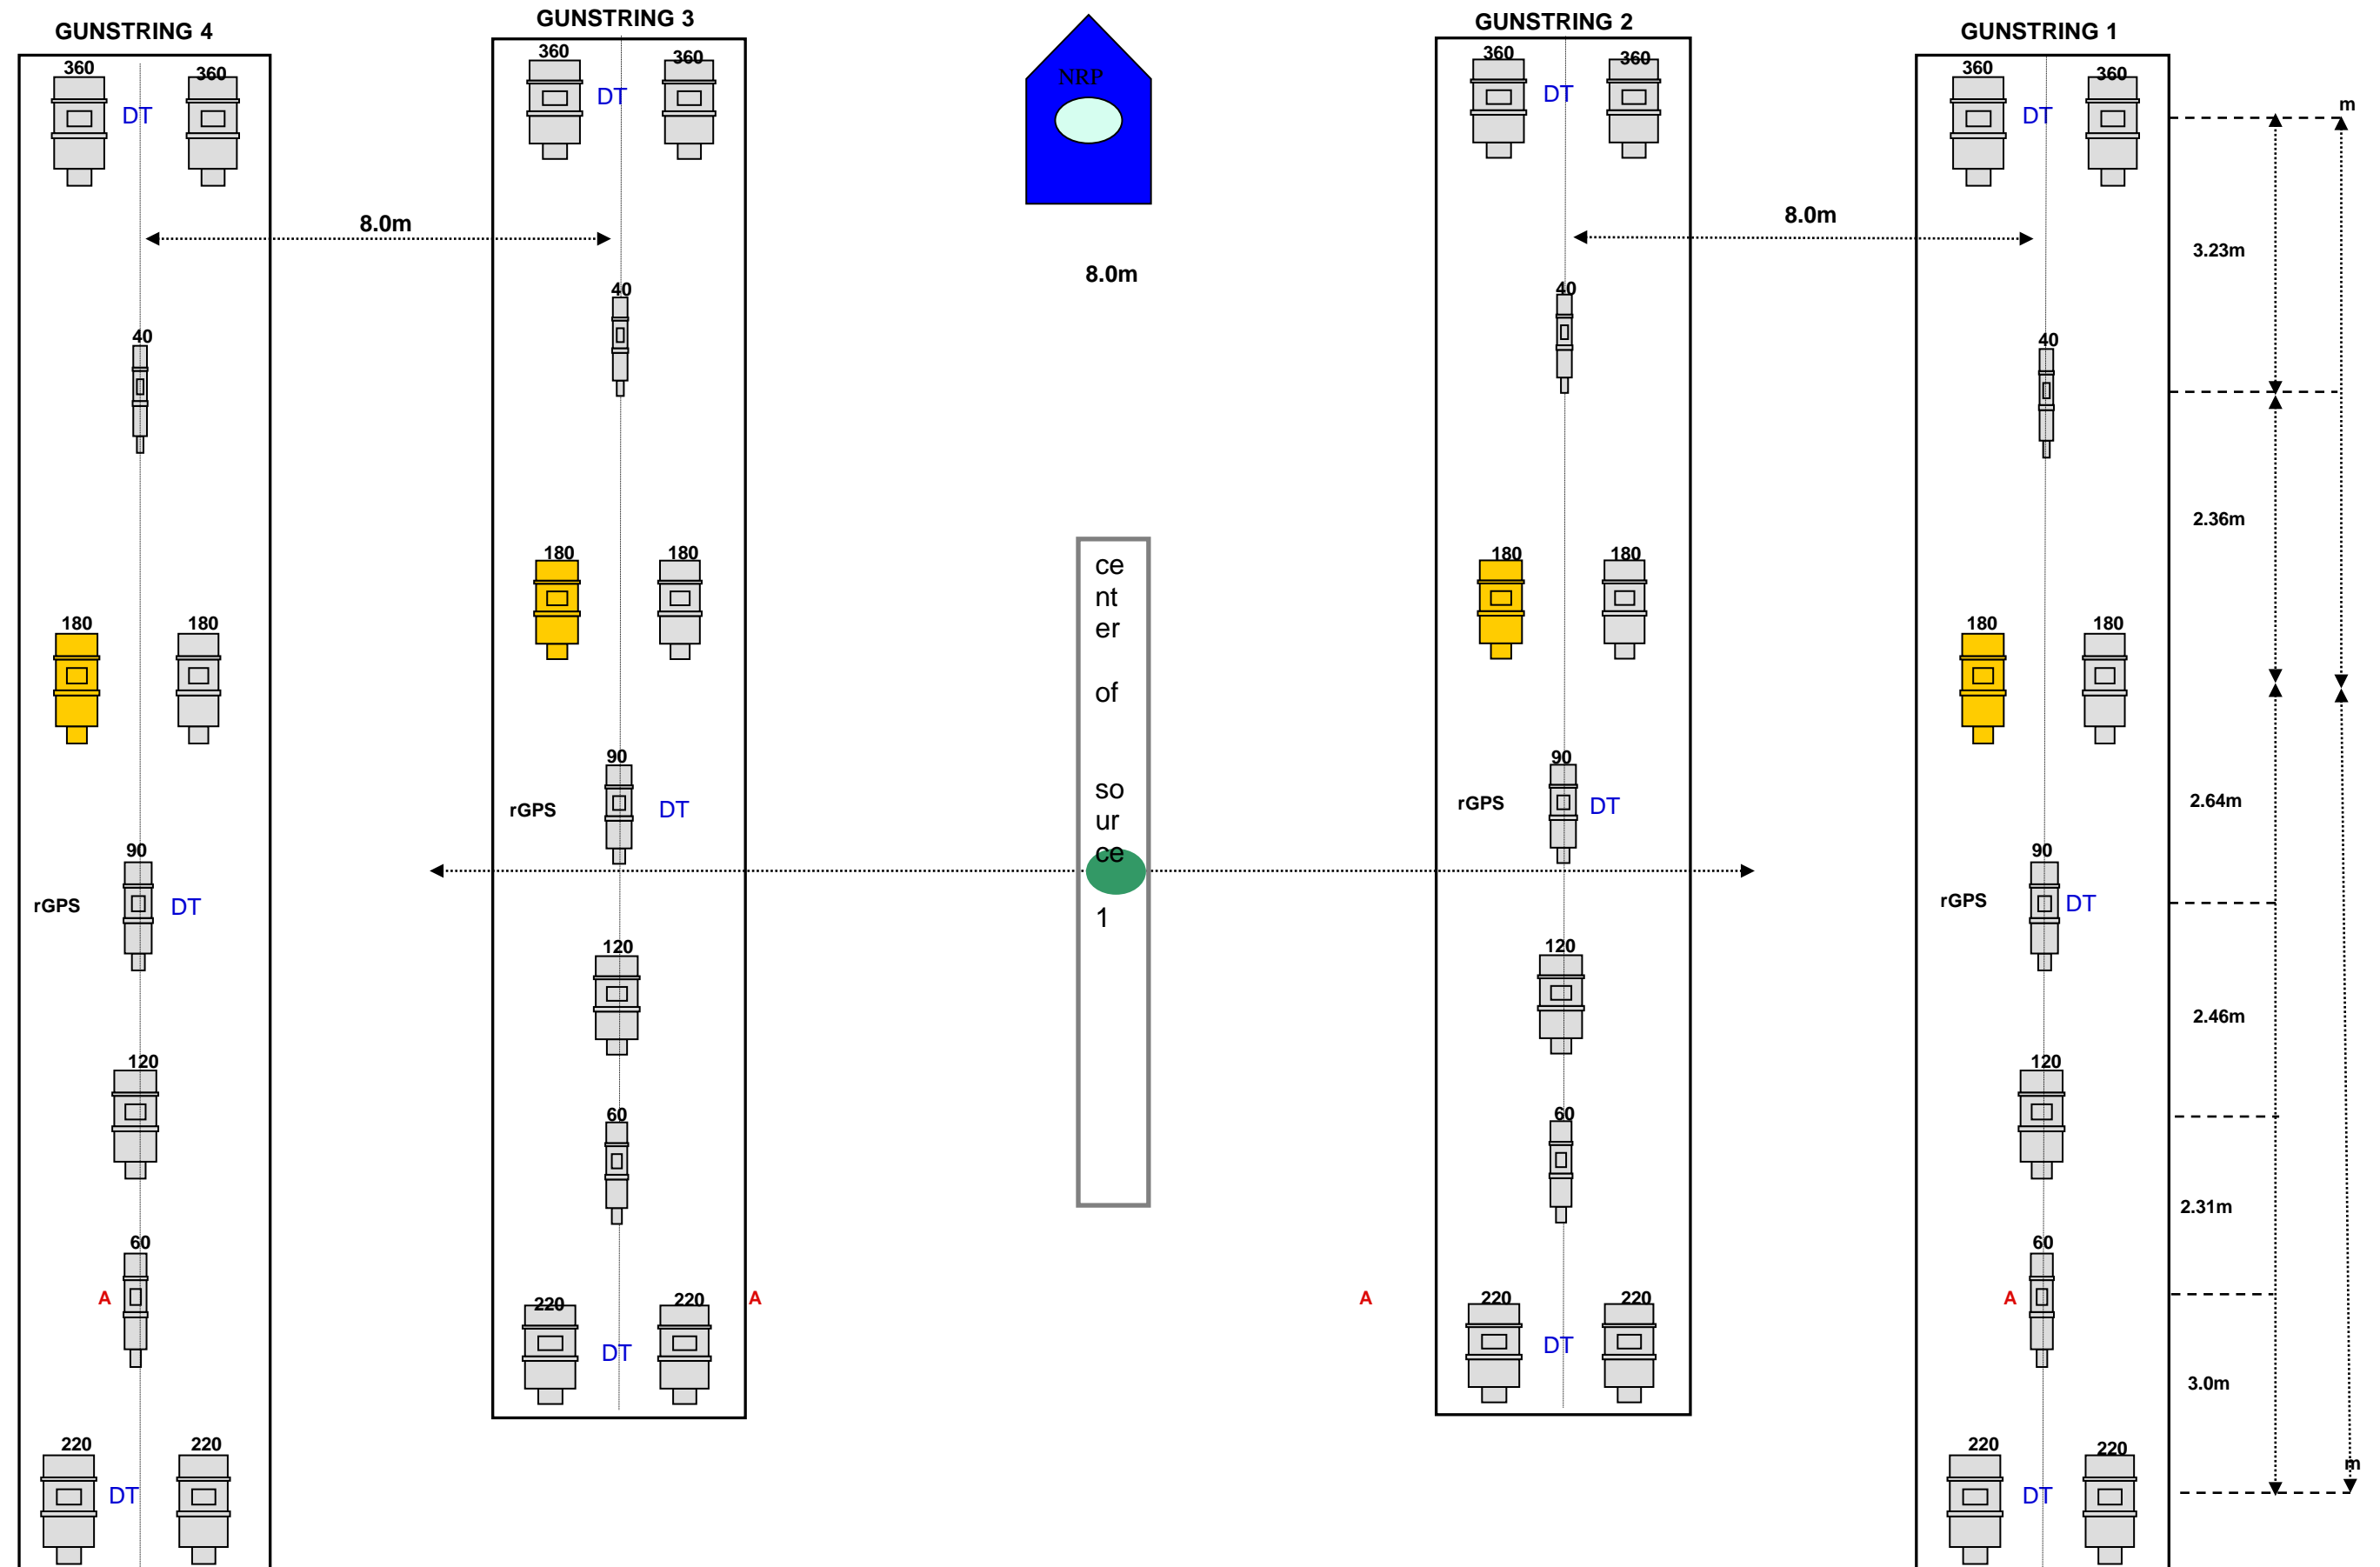 GUNSTRING 4
GUNSTRING 3
GUNSTRING 2
GUNSTRING 1
360 360 360 360 360 360 360 360
DT DT NRP DT DT m
8.0m 8.0m
8.0m
3.23m
40 40 40 40
2.36m
180 180 180 180 180 180 180 180
ce
nt
er
of
so
ur
ce
1
90 90 90 90
rGPS DT rGPS DT rGPS DT rGPS DT
2.64m
120 120 120 120
2.46m
60 60 60 60
2.31m
A A A A
3.0m
220 220 220 220 220 220 220 220
DT DT DT DT
m